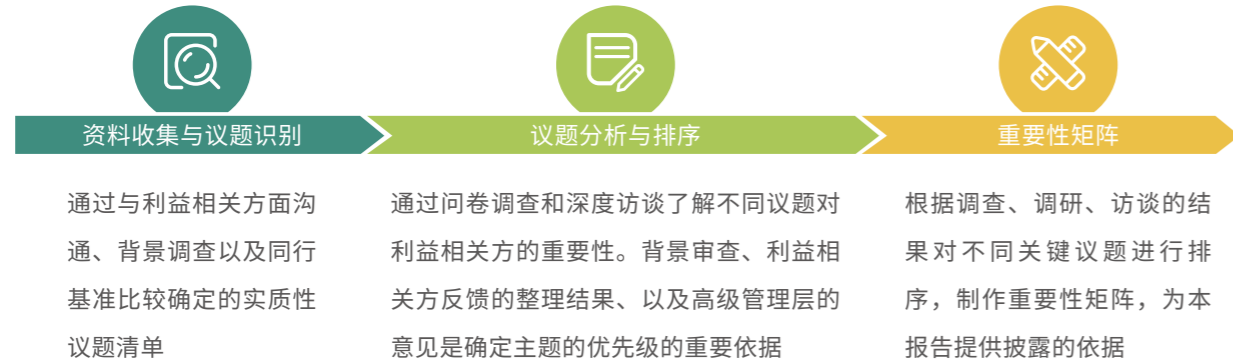 资料收集与议题识别
议题分析与排序
重要性矩阵
通过与利益相关方面沟
通、背景调查以及同行
基准比较确定的实质性
议题清单
通过问卷调查和深度访谈了解不同议题对
利益相关方的重要性。背景审查、利益相
关方反馈的整理结果、以及高级管理层的
意见是确定主题的优先级的重要依据
根据调查、调研、访谈的结
果对不同关键议题进行排
序，制作重要性矩阵，为本
报告提供披露的依据